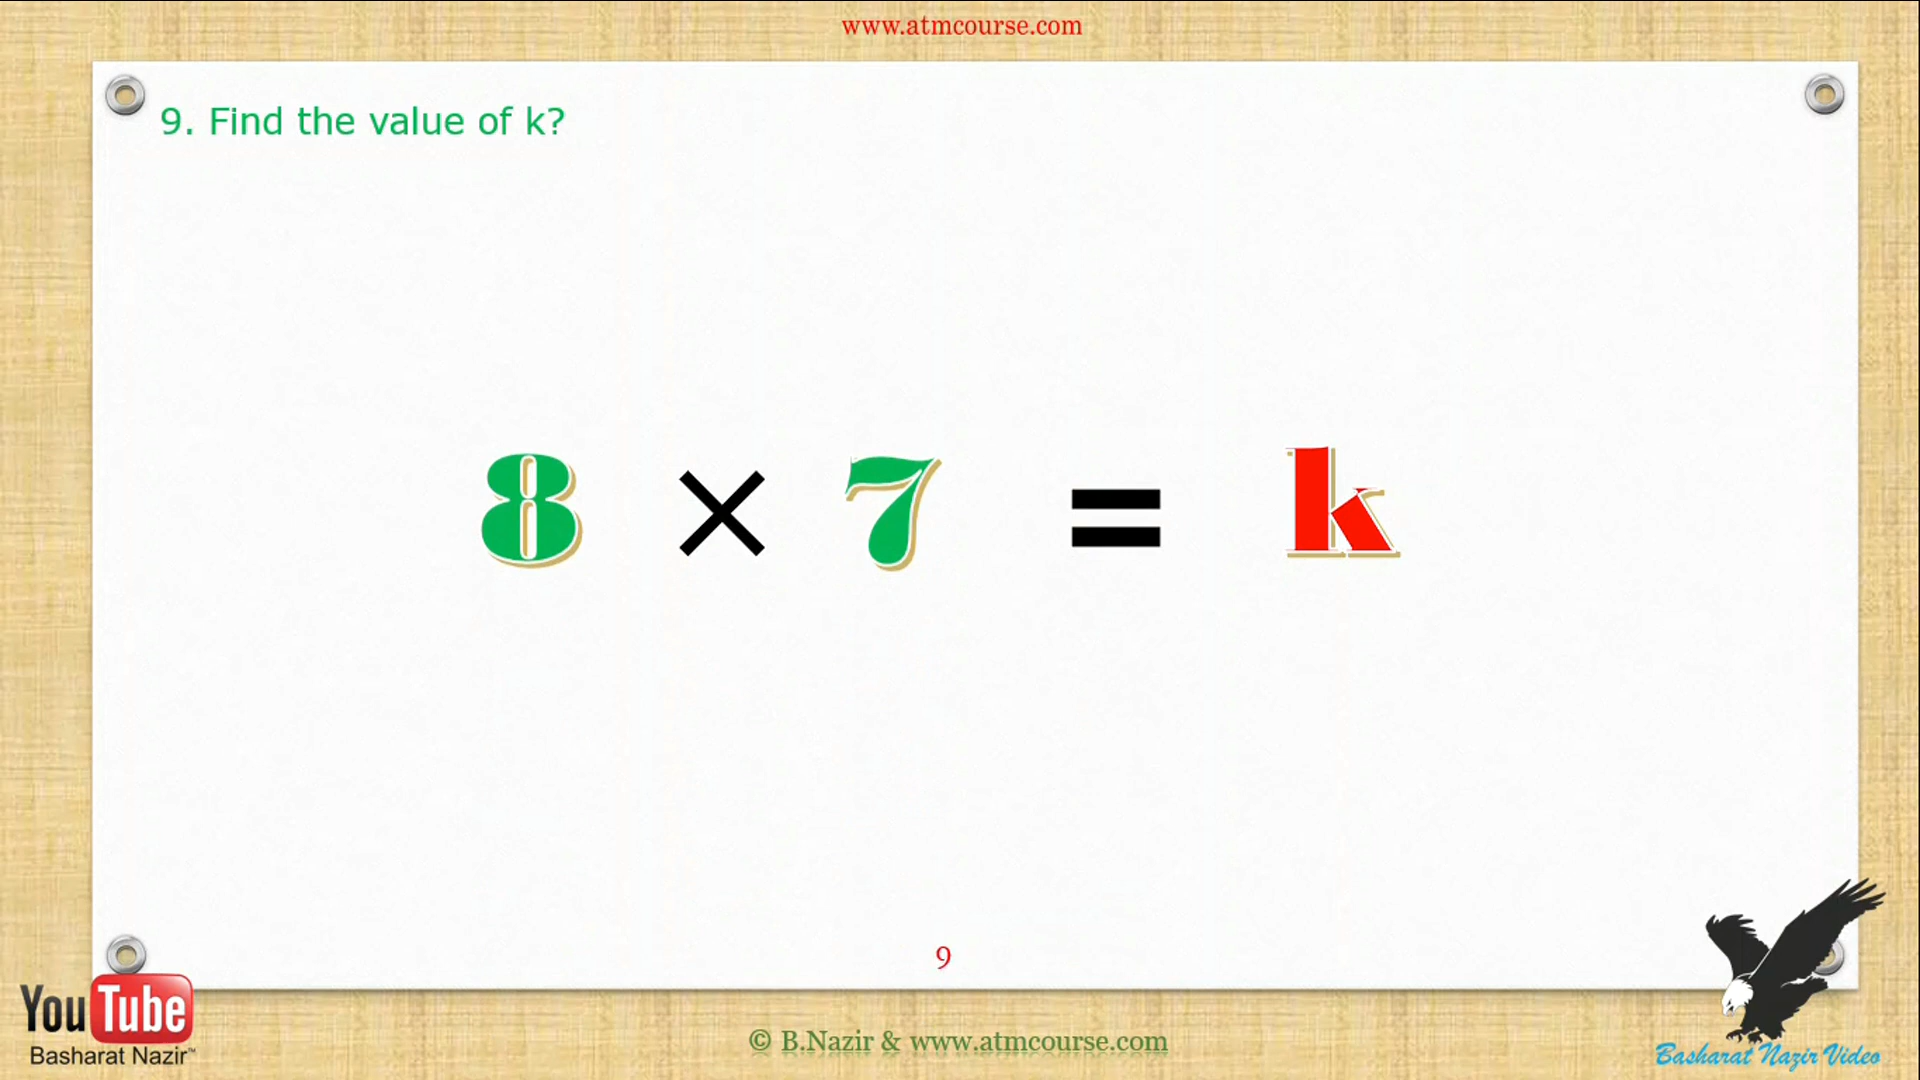 www.atmcourse.com
9. Find the value of k?
8 × 7 = k
9
YouTube
Basharat Nazir™
© B.Nazir & www.atmcourse.com
Basharat Nazir Video